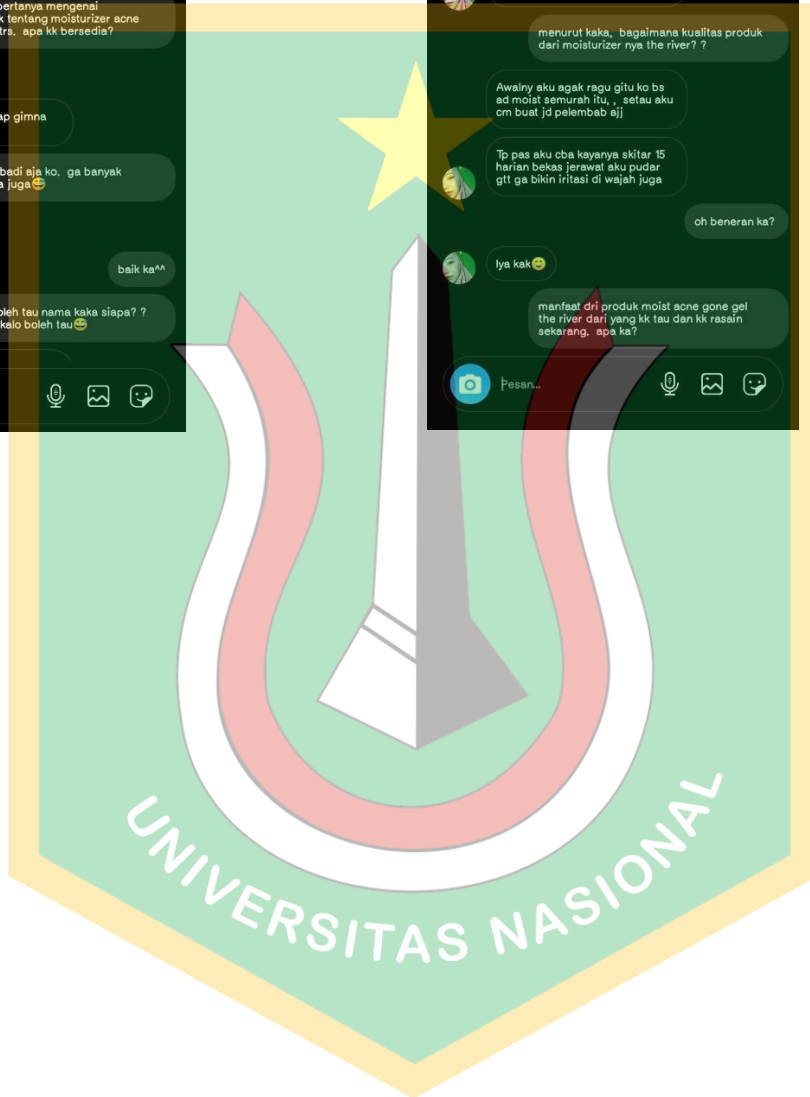 bertanya mengenai
k tentang moisturizer acne
trs. apa kk bersedia?
ap gimna
badi aja ko. ga banyak
a juga😅
baik ka^^
oleh tau nama kaka siapa? ?
kalo boleh tau😅
menurut kaka, bagaimana kualitas produk
dari moisturizer nya the river? ?
Awalny aku agak ragu gitu ko bs
ad moist semurah itu, , setau aku
cm buat jd pelembab ajj
Tp pas aku cba kayanya skitar 15
harian bekas jerawat aku pudar
gtt ga bikin iritasi di wajah juga
oh beneran ka?
Iya kak😊
manfaat dri produk moist acne gone gel
the river dari yang kk tau dan kk rasain
sekarang. apa ka?
Pesan...
UNIVERSITAS NASIONAL